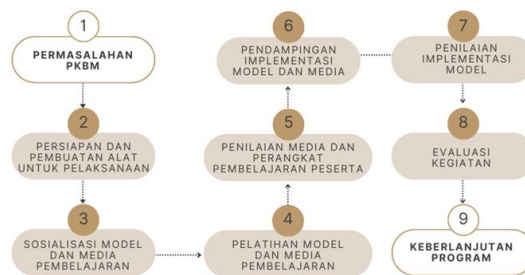 1
PERMASALAHAN
PKBM
2
PERSIAPAN DAN
PEMBUATAN ALAT
UNTUK PELAKSANAAN
3
SOSIALISASI MODEL
DAN MEDIA
PEMBELAJARAN
4
PELATIHAN MODEL
DAN MEDIA
PEMBELAJARAN
5
PENILAIAN MEDIA DAN
PERANGKAT
PEMBELAJARAN PESERTA
6
PENDAMPINGAN
IMPLEMENTASI
MODEL DAN MEDIA
7
PENILAIAN
IMPLEMENTASI
MODEL
8
EVALUASI
KEGIATAN
9
KEBERLANJUTAN
PROGRAM